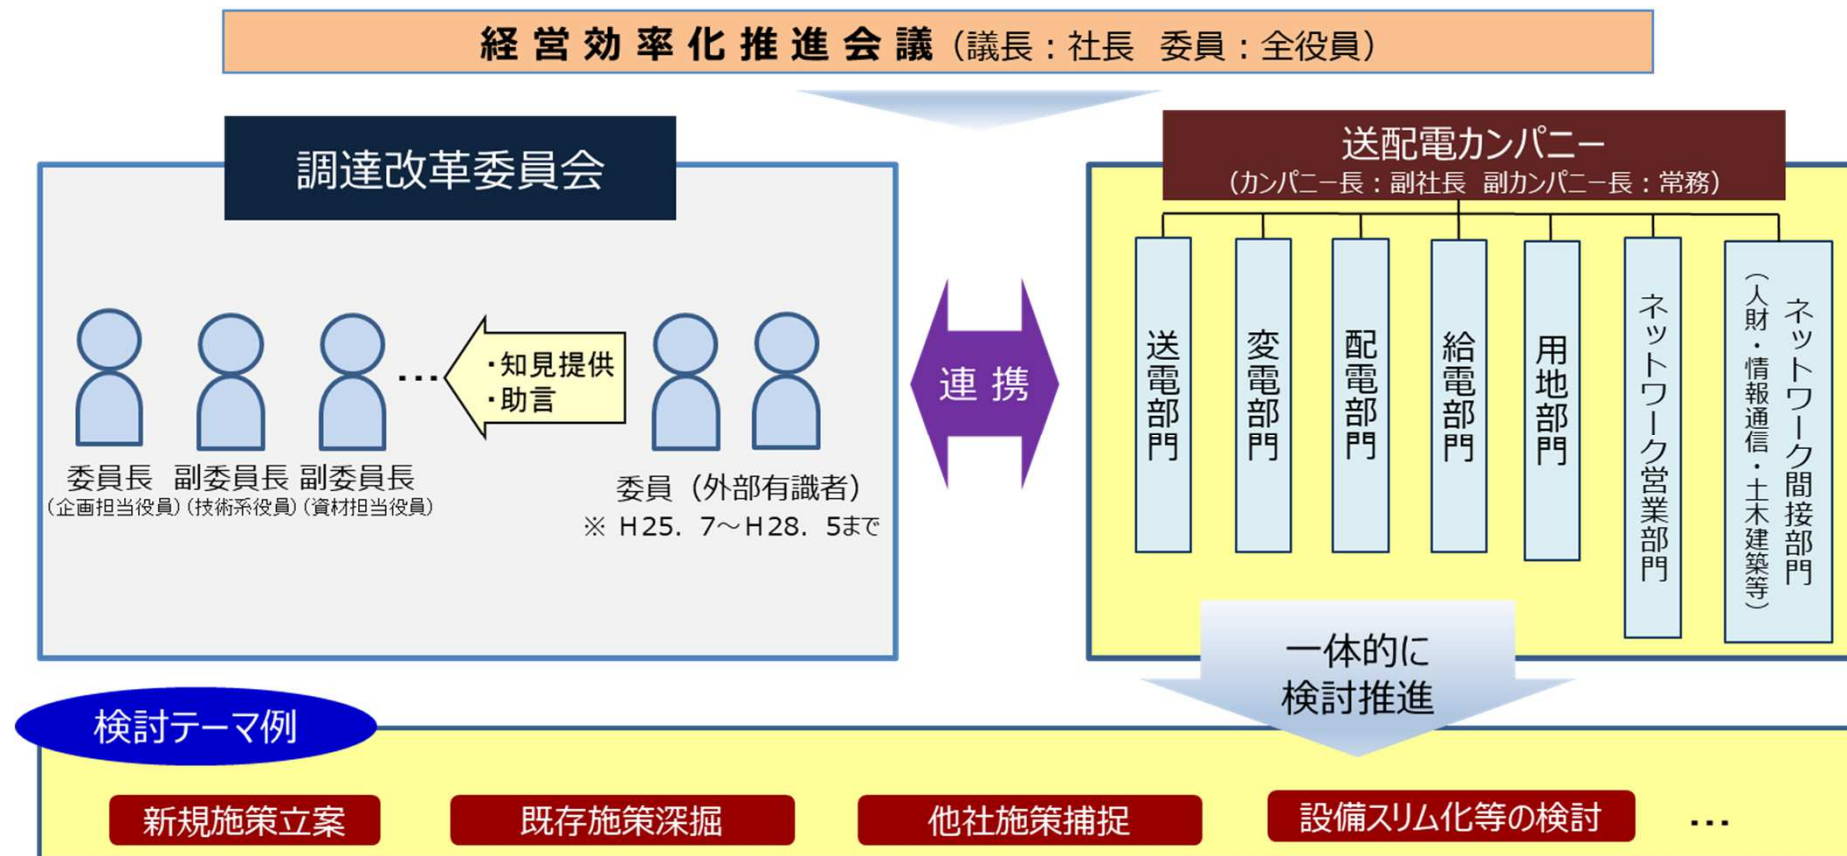 経営効率化推進会議（議長：社長 委員：全役員）
調達改革委員会
・知見提供
・助言
…
委員長
（企画担当役員）
副委員長
（技術系役員）
副委員長
（資材担当役員）
委員（外部有識者）
※ H25．7～H28．5まで
連携
送配電カンパニー
（カンパニー長：副社長 副カンパニー長：常務）
送電部門
変電部門
配電部門
給電部門
用地部門
ネットワーク営業部門
ネットワーク間接部門
（人財・情報通信・土木建築等）
一体的に
検討推進
検討テーマ例
新規施策立案
既存施策深掘
他社施策捕捉
設備スリム化等の検討
…